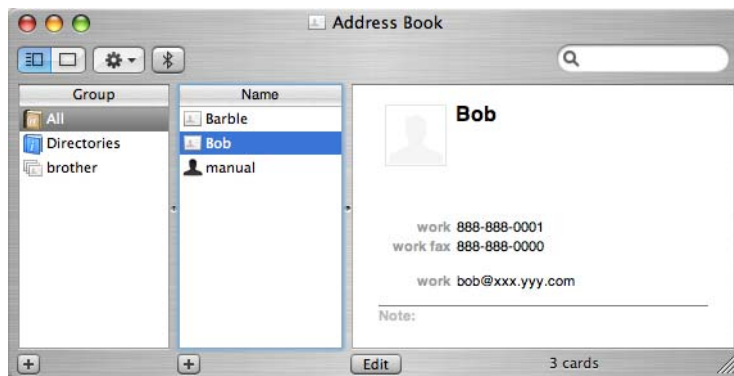 Address Book
Group
All
Directories
brother
Name
Barble
Bob
manual
Bob
work 888-888-0001
work fax 888-888-0000
work bob@xxx.yyy.com
Note:
Edit
3 cards